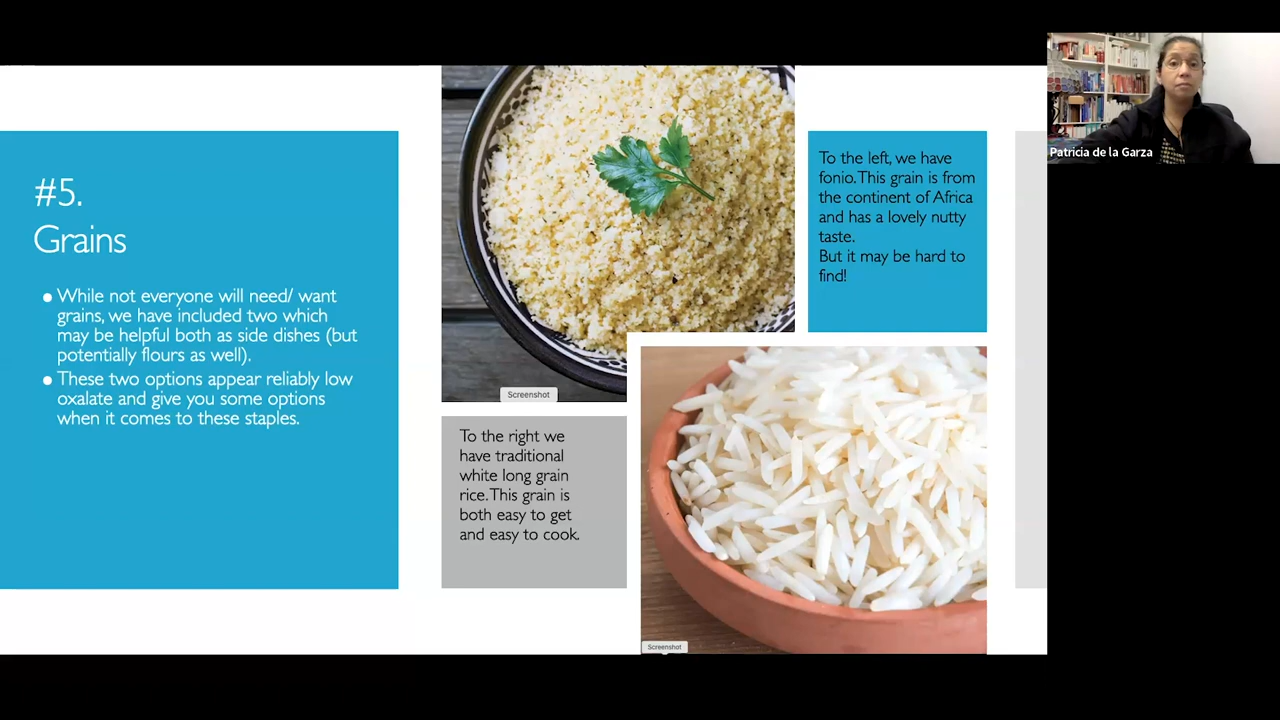 #5.
Grains
● While not everyone will need/ want
grains, we have included two which
may be helpful both as side dishes (but
potentially flours as well).
● These two options appear reliably low
oxalate and give you some options
when it comes to these staples.
Screenshot
To the left, we have
fonio. This grain is from
the continent of Africa
and has a lovely nutty
taste.
But it may be hard to
find!
To the right we
have traditional
white long grain
rice. This grain is
both easy to get
and easy to cook.
Screenshot
Patricia de la Garza